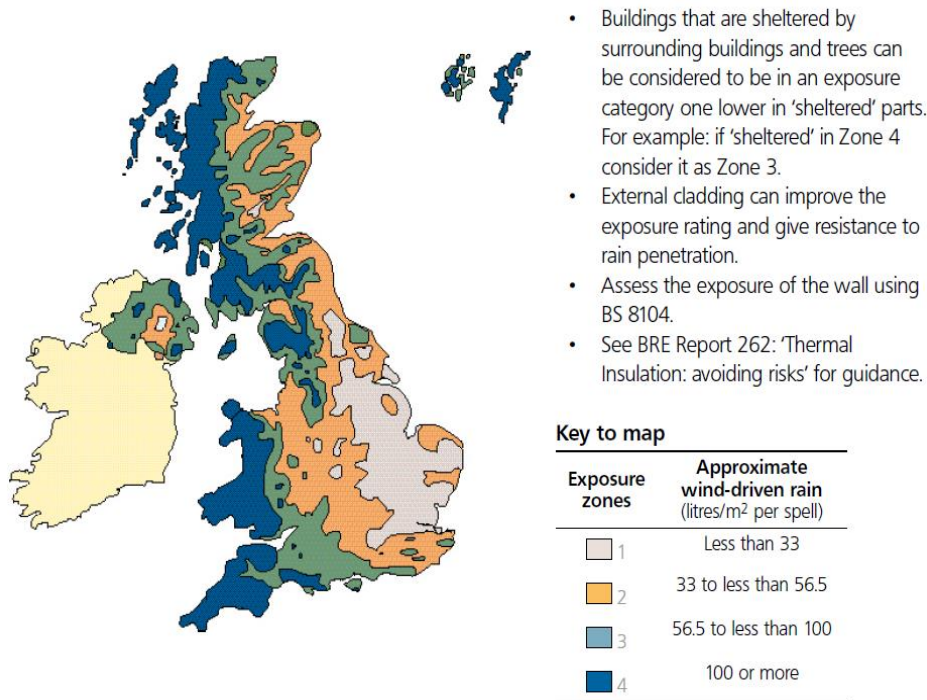 • Buildings that are sheltered by
surrounding buildings and trees can
be considered to be in an exposure
category one lower in ‘sheltered’ parts.
For example: if ‘sheltered’ in Zone 4
consider it as Zone 3.
• External cladding can improve the
exposure rating and give resistance to
rain penetration.
• Assess the exposure of the wall using
BS 8104.
• See BRE Report 262: ‘Thermal
Insulation: avoiding risks’ for guidance.
Key to map
Exposure zones
Approximate wind-driven rain
(litres/m² per spell)
1 Less than 33
2 33 to less than 56.5
3 56.5 to less than 100
4 100 or more